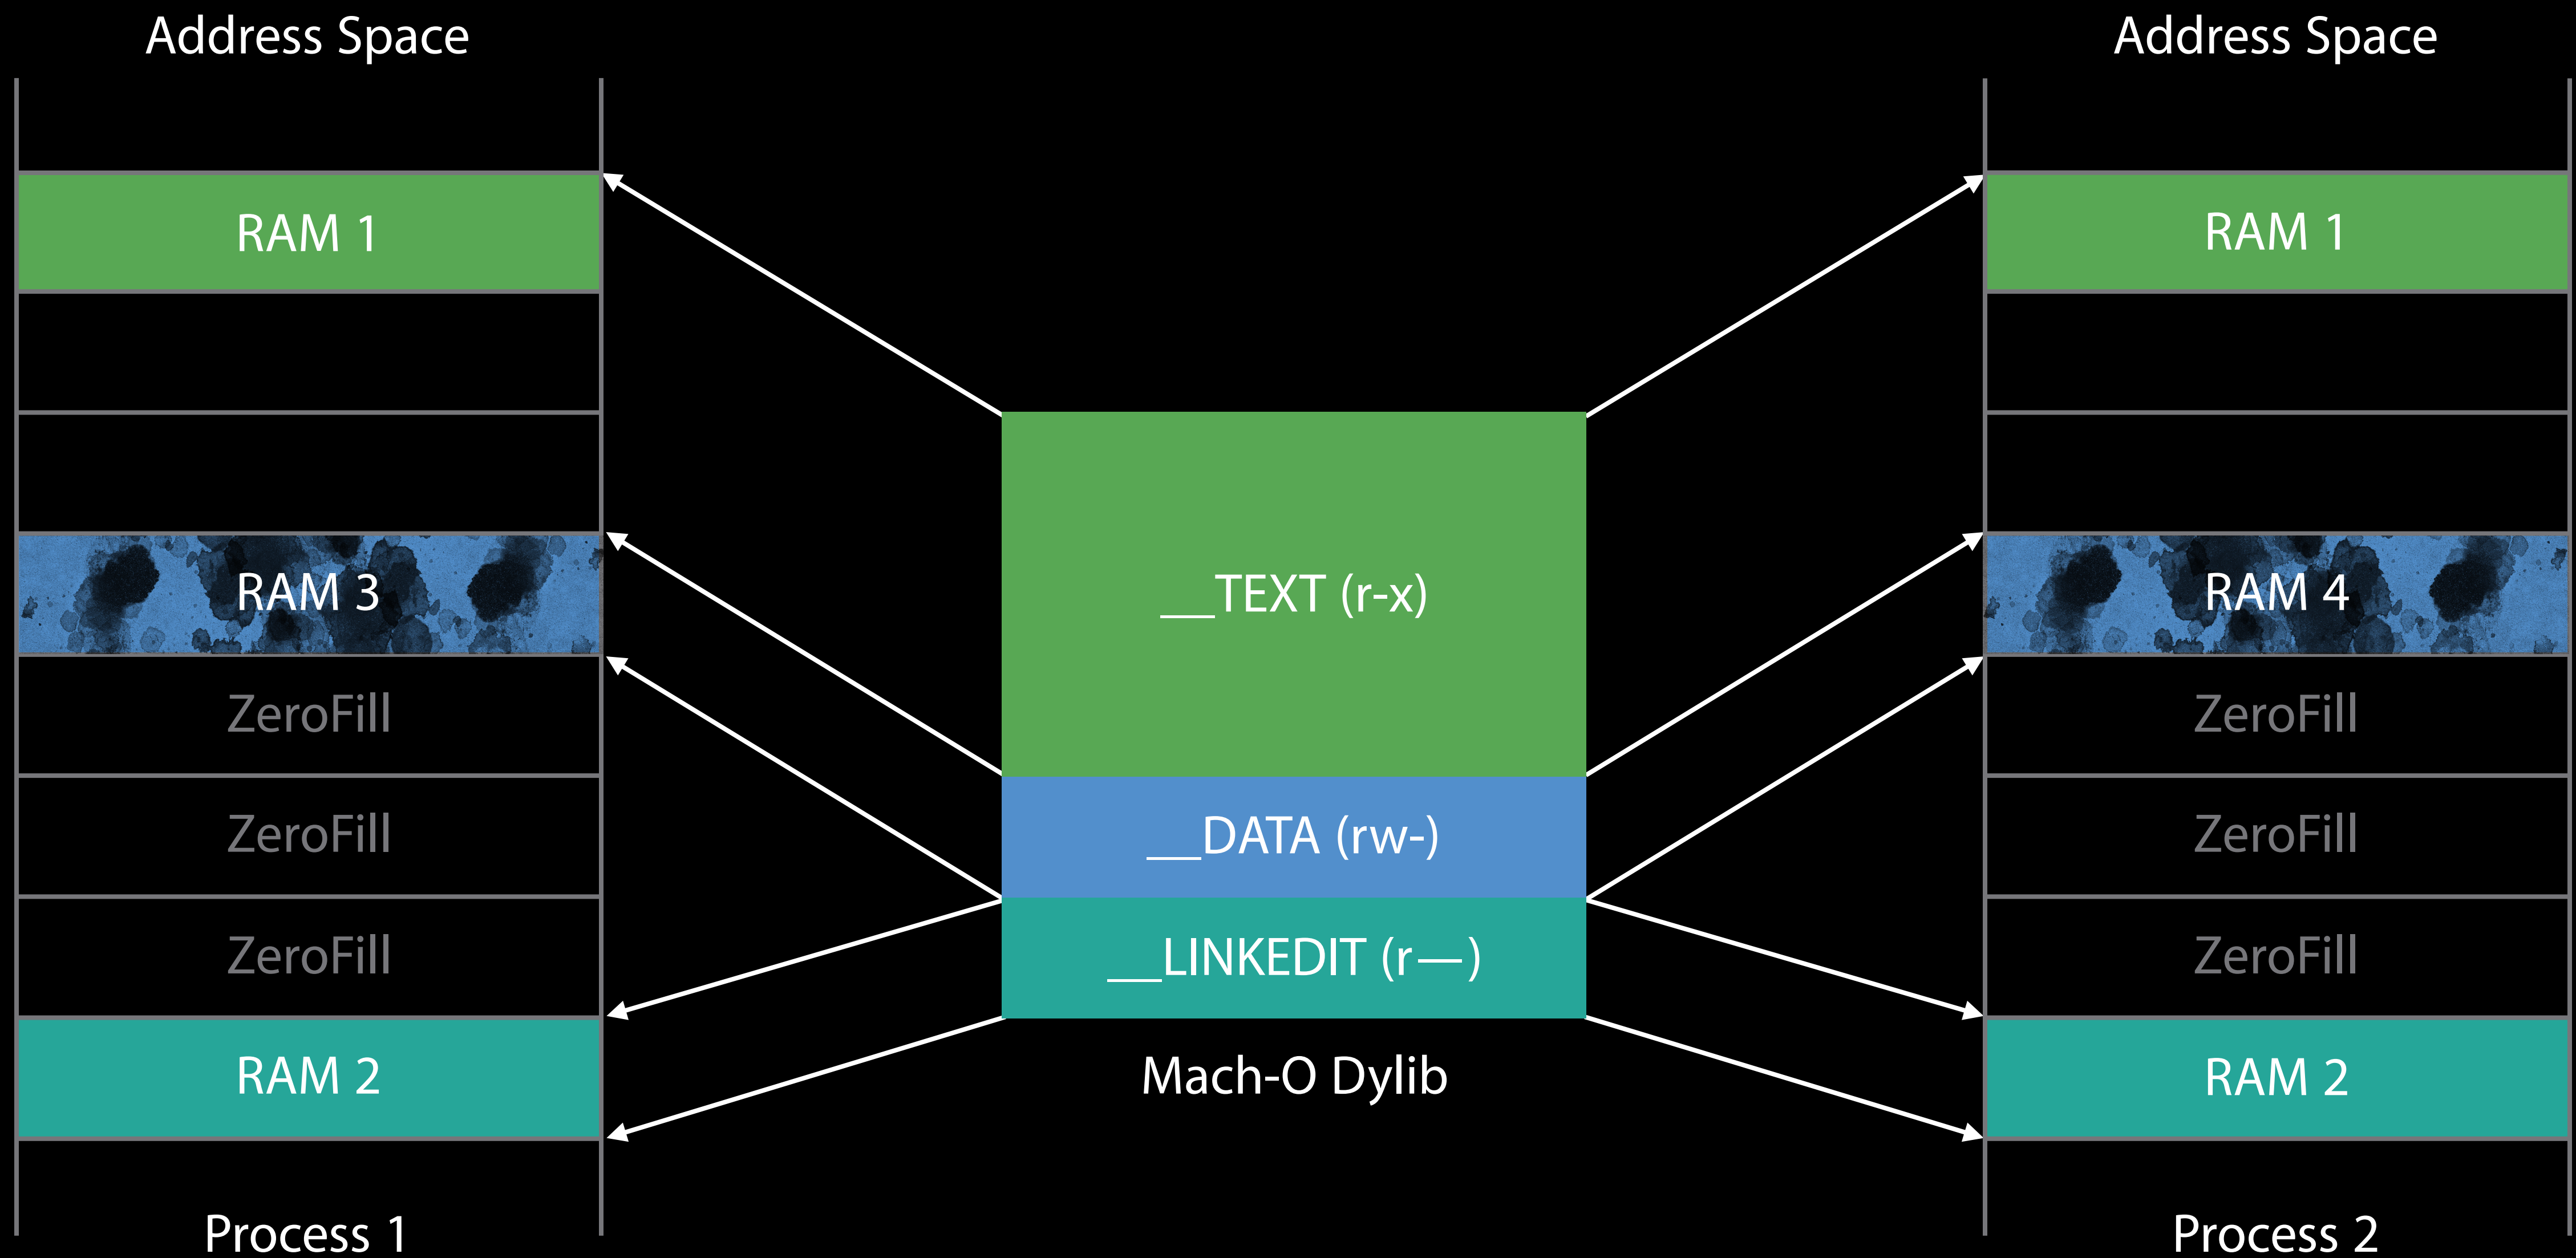 Address Space
RAM 1
RAM 3
ZeroFill
ZeroFill
ZeroFill
RAM 2
Process 1
__TEXT (r-x)
__DATA (rw-)
__LINKEDIT (r—)
Mach-O Dylib
Address Space
RAM 1
RAM 4
ZeroFill
ZeroFill
ZeroFill
RAM 2
Process 2